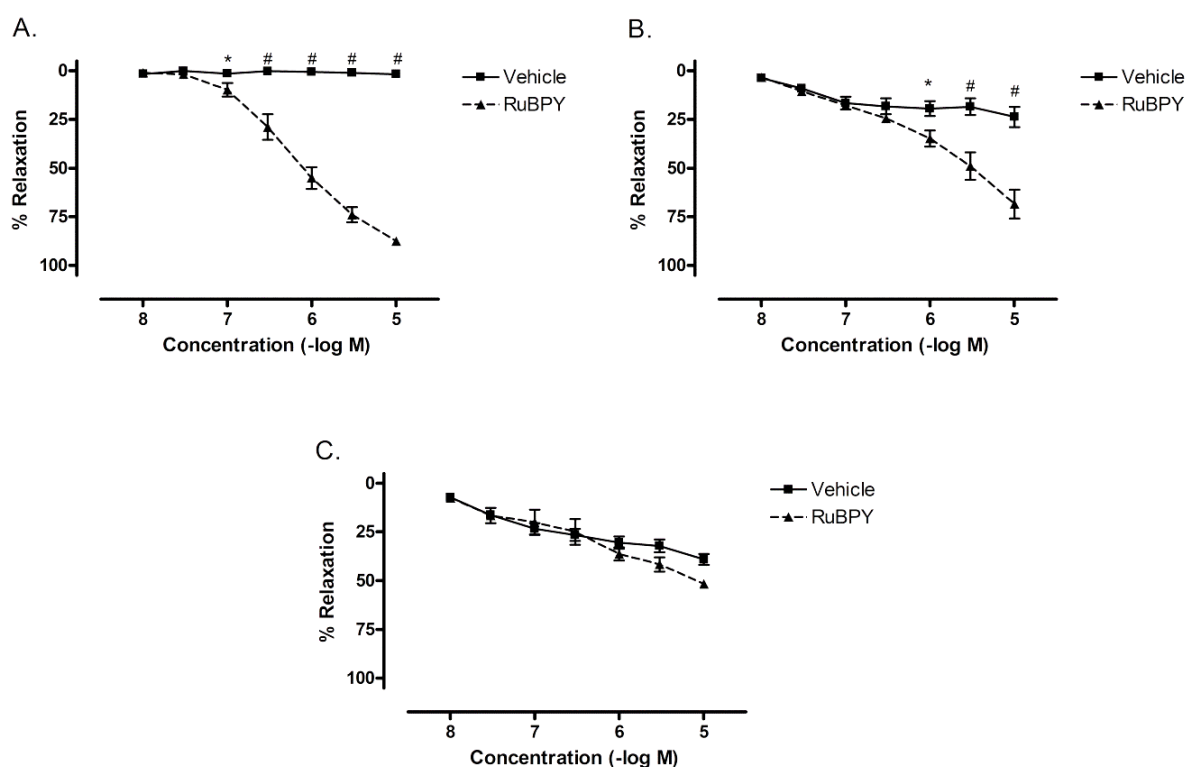 A.
* # # # #
0
25
50
75
100
% Relaxation
8 7 6 5
Concentration (-log M)
Vehicle
RuBPY
B.
* # #
0
25
50
75
100
% Relaxation
8 7 6 5
Concentration (-log M)
Vehicle
RuBPY
C.
0
25
50
75
100
% Relaxation
8 7 6 5
Concentration (-log M)
Vehicle
RuBPY